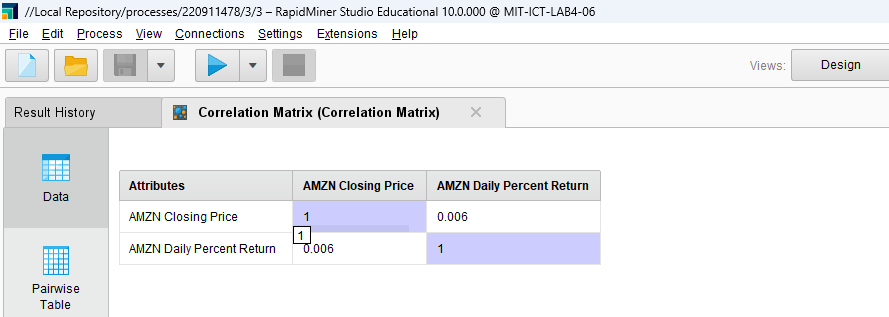 //Local Repository/processes/220911478/3/3 – RapidMiner Studio Educational 10.0.000 @ MIT-ICT-LAB4-06
File Edit Process View Connections Settings Extensions Help
Views: Design
Result History Correlation Matrix (Correlation Matrix)
Data
Pairwise
Table
Attributes AMZN Closing Price AMZN Daily Percent Return
AMZN Closing Price 1 0.006
1
AMZN Daily Percent Return 0.006 1